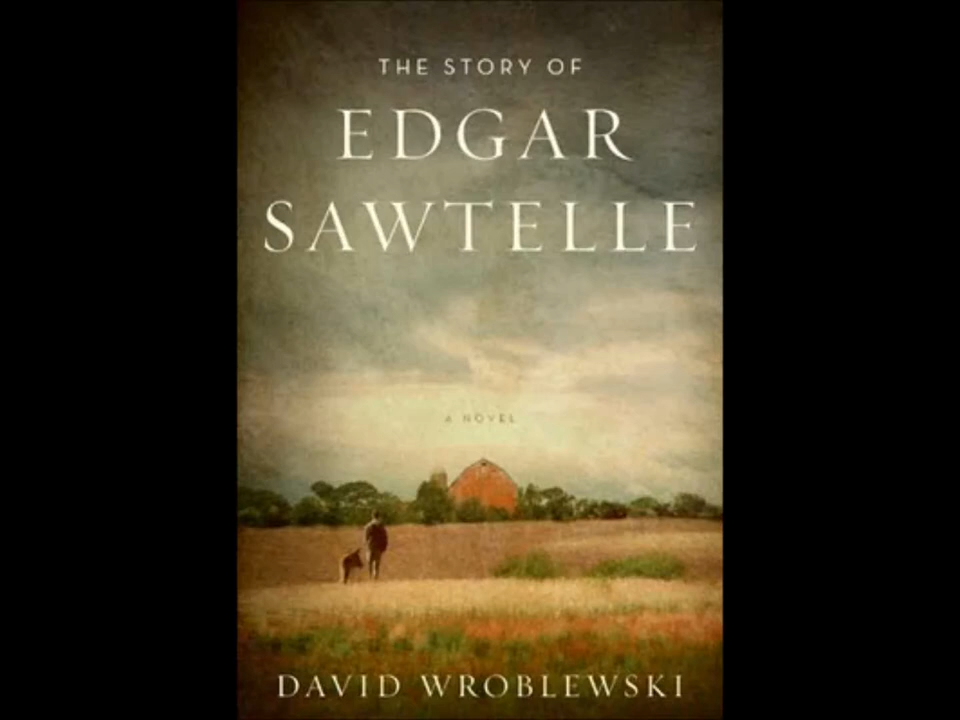 THE STORY OF
EDGAR
SAWTELLE
A NOVEL
DAVID WROBLEWSKI